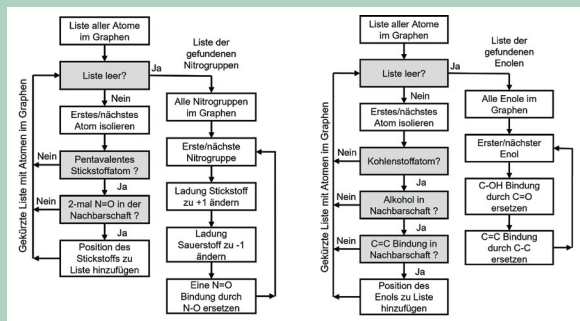 Liste aller Atome
im Graphen
Liste leer?
Ja
Nein
Erstes/nächstes
Atom isolieren
Pentavalentes
Stickstoffatom ?
Nein
Ja
2-mal N=O in der
Nachbarschaft ?
Nein
Ja
Position des
Stickstoffs zu
Liste hinzufügen
Gekürzte Liste mit Atomen im Graphen
Liste der
gefundenen
Nitrogruppen
Alle Nitrogruppen
im Graphen
Erste/nächste
Nitrogruppe
Ladung Stickstoff
zu +1 ändern
Ladung
Sauerstoff zu -1
ändern
Eine N=O
Bindung durch
N-O ersetzen
Liste aller Atome
im Graphen
Liste leer?
Ja
Nein
Erstes/nächstes
Atom isolieren
Kohlenstoffatom?
Nein
Ja
Alkohol in
Nachbarschaft ?
Nein
Ja
C=C Bindung in
Nachbarschaft ?
Nein
Ja
Position des
Enols zu Liste
hinzufügen
Gekürzte Liste mit Atomen im Graphen
Liste der
gefundenen
Enolen
Alle Enole im
Graphen
Erster/nächster
Enol
C-OH Bindung
durch C=O
ersetzen
C=C Bindung
durch C-C
ersetzen